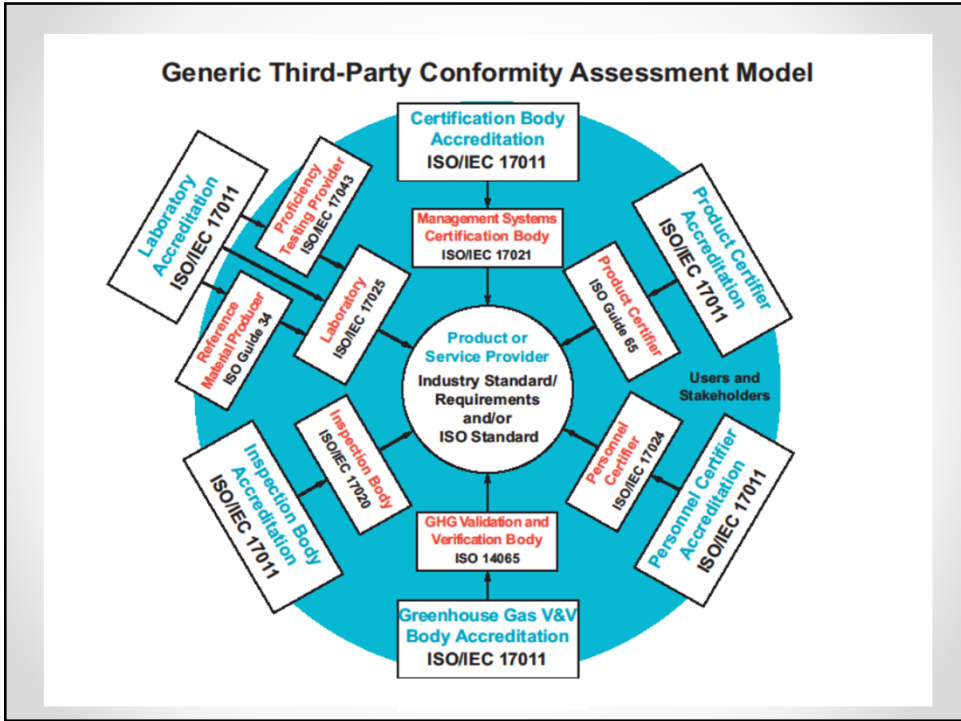 Generic Third-Party Conformity Assessment Model
Certification Body
Accreditation
ISO/IEC 17011
Management Systems
Certification Body
ISO/IEC 17021
Laboratory
Accreditation
ISO/IEC 17011
Proficiency
Testing Provider
ISO/IEC 17043
Reference
Material Producer
ISO Guide 34
Laboratory
ISO/IEC 17025
Product Certifier
Accreditation
ISO/IEC 17011
Product Certifier
ISO Guide 65
Product or
Service Provider
Industry Standard/
Requirements
and/or
ISO Standard
Users and
Stakeholders
Inspection Body
Accreditation
ISO/IEC 17011
Inspection Body
ISO/IEC 17020
Personnel
Certifier
ISO/IEC 17024
Personnel Certifier
Accreditation
ISO/IEC 17011
GHG Validation and
Verification Body
ISO 14065
Greenhouse Gas V&V
Body Accreditation
ISO/IEC 17011